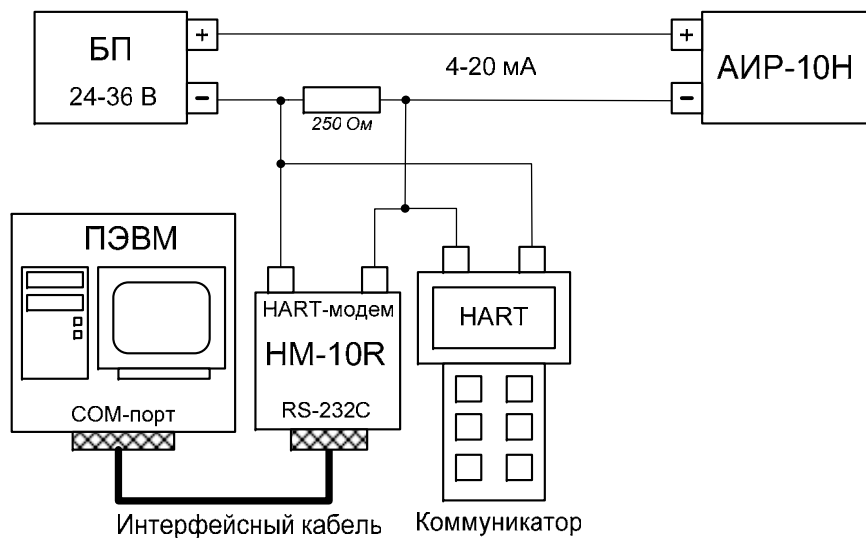 БП
24-36 В
+
−
250 Ом
4-20 мА
+
−
АИР-10Н
ПЭВМ
COM-порт
HART-модем
HM-10R
RS-232C
HART
Интерфейсный кабель
Коммуникатор